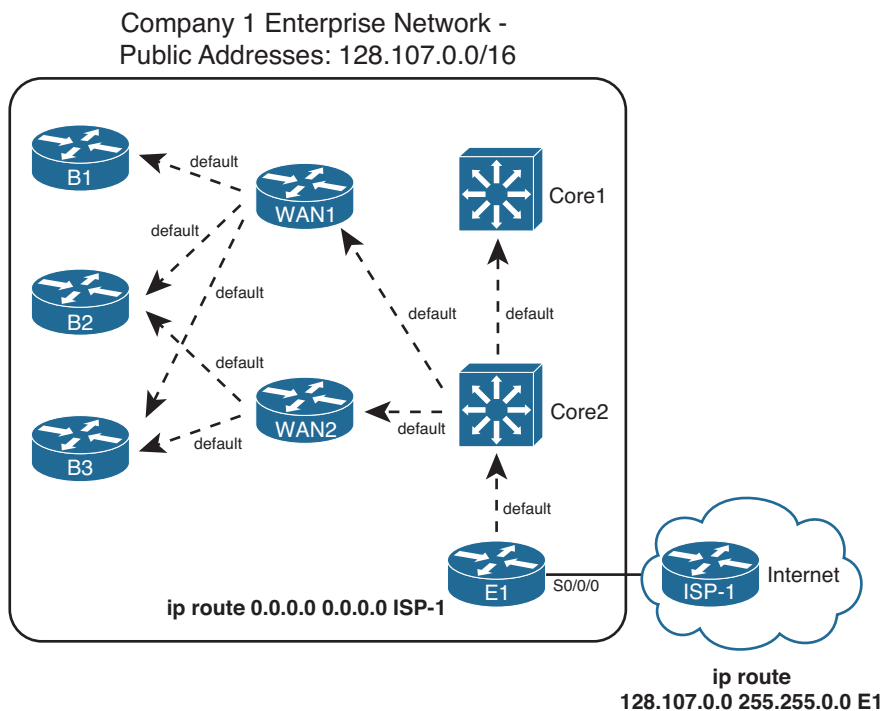 Company 1 Enterprise Network -
Public Addresses: 128.107.0.0/16
B1
default
WAN1
Core1
default
B2
default
default
default
default
WAN2
default
Core2
default
B3
default
E1
S0/0/0
ISP-1
Internet
ip route 0.0.0.0 0.0.0.0 ISP-1
ip route
128.107.0.0 255.255.0.0 E1